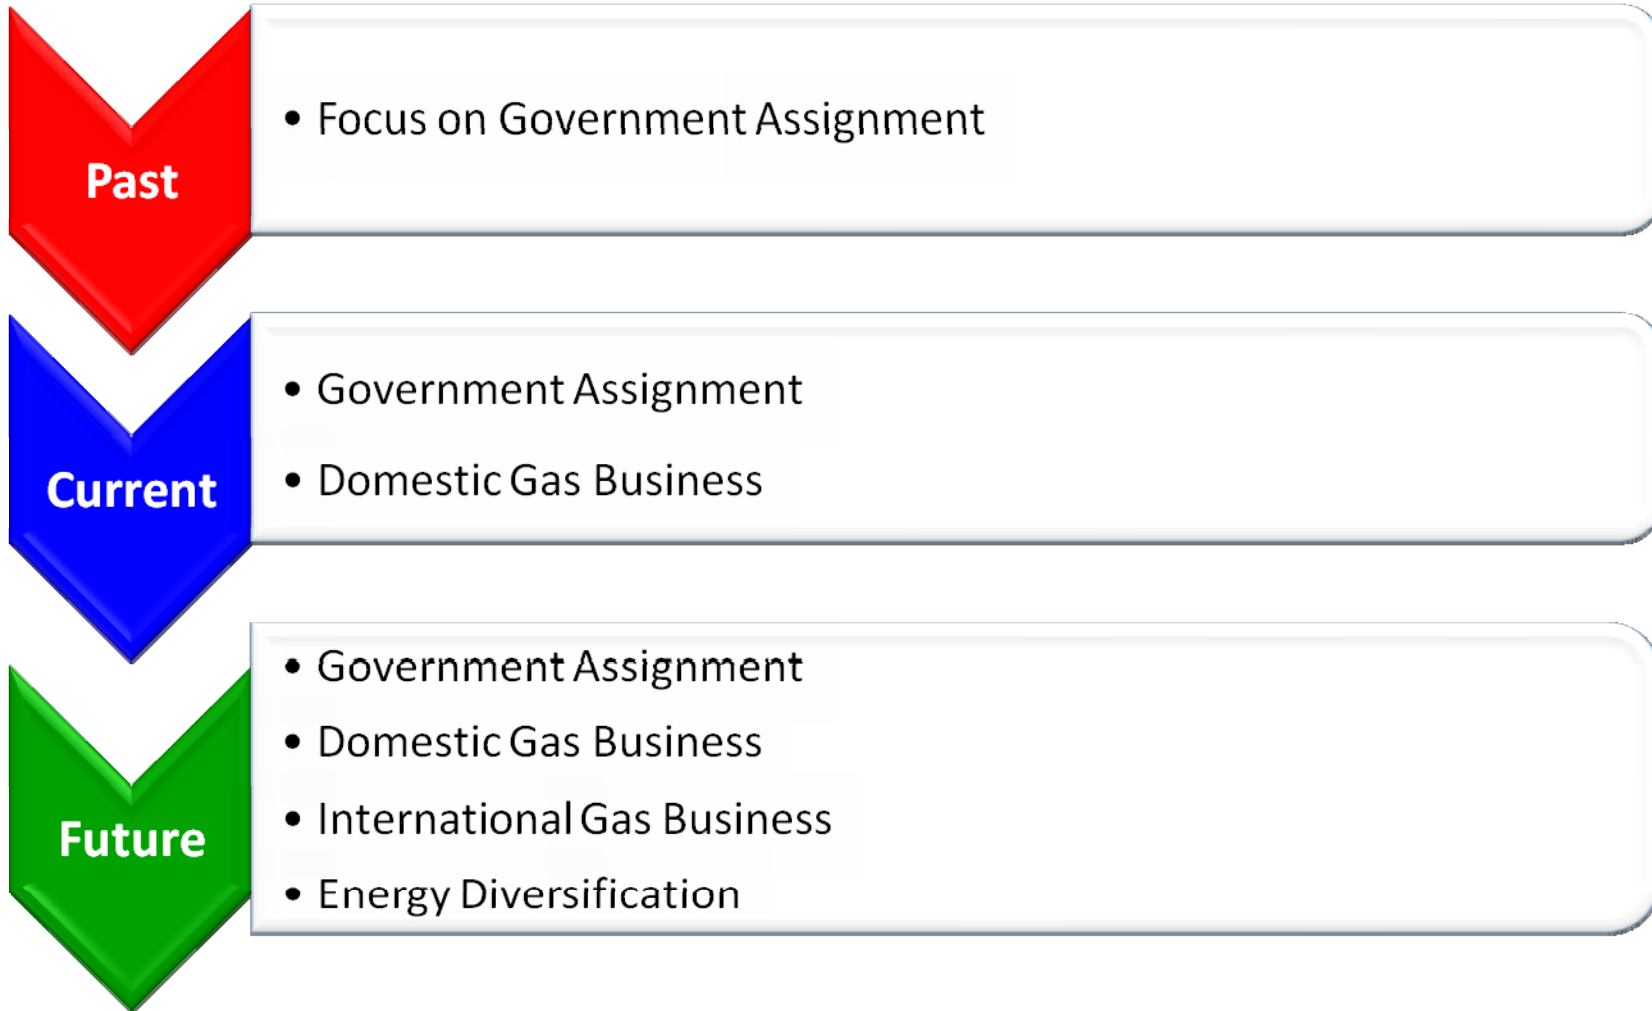 Past
• Focus on Government Assignment
Current
• Government Assignment
• Domestic Gas Business
Future
• Government Assignment
• Domestic Gas Business
• International Gas Business
• Energy Diversification